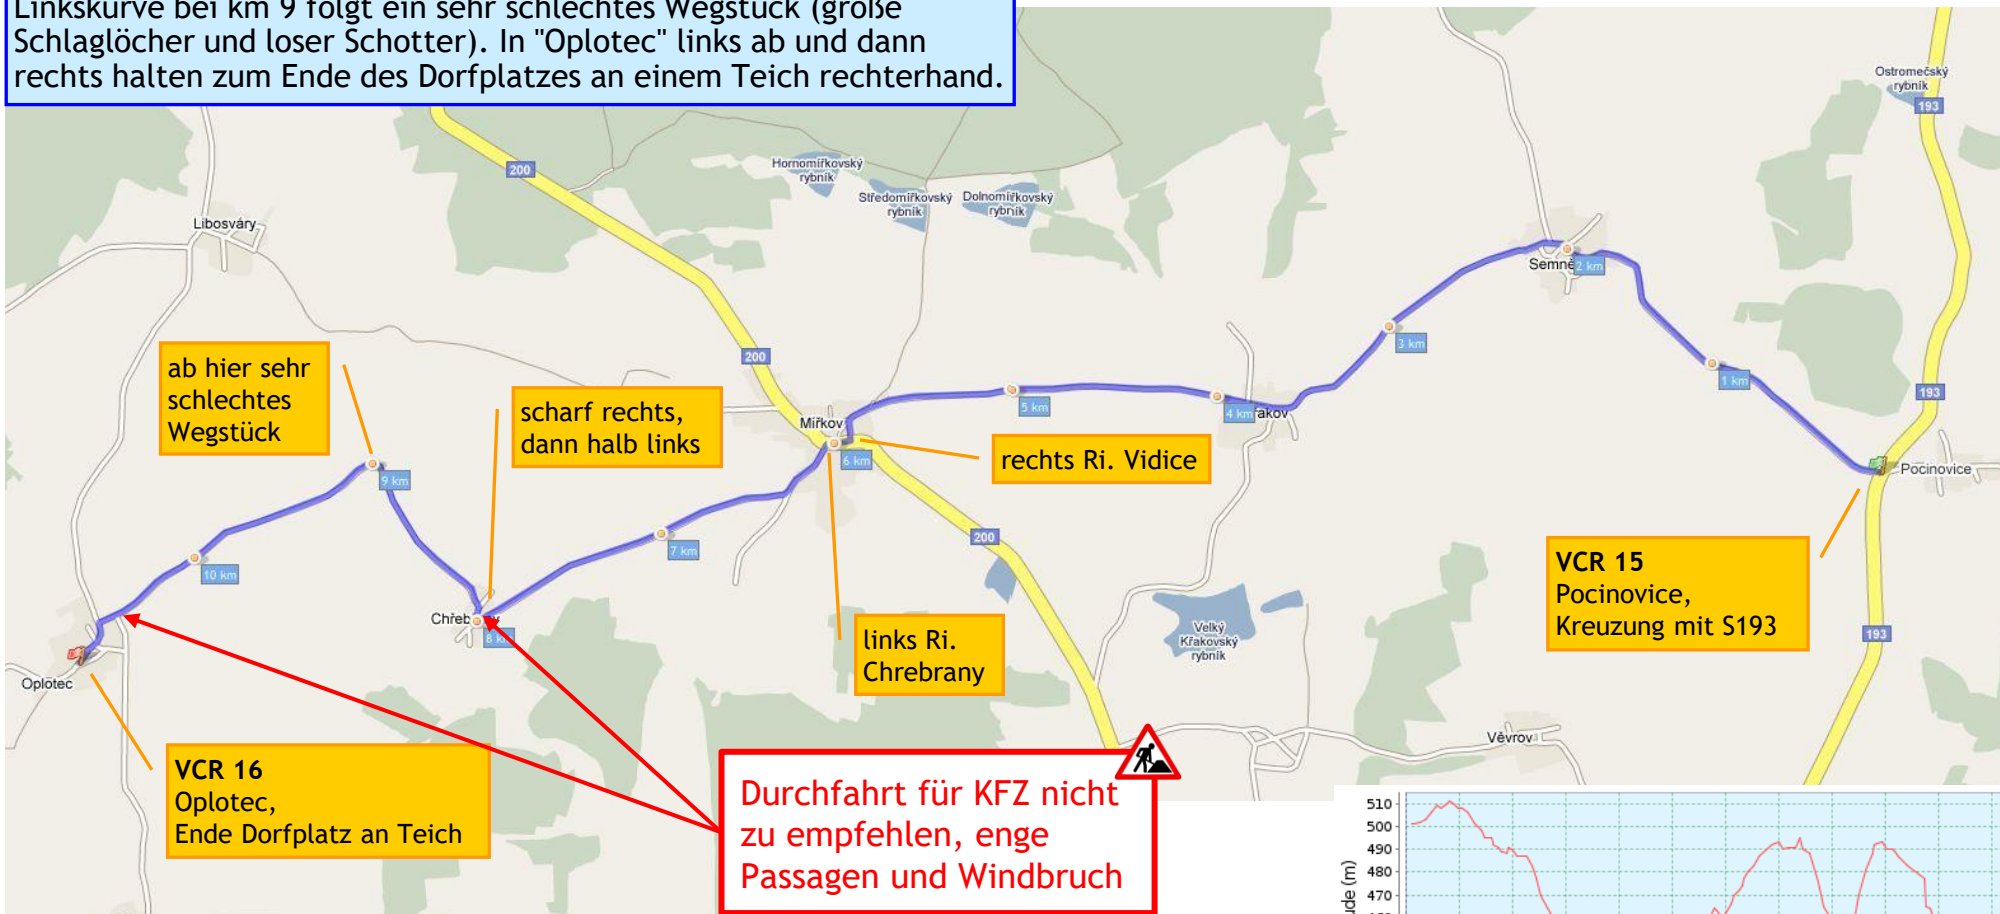 Linkskurve bei km 9 folgt ein sehr schlechtes Wegstück (große
Schlaglöcher und loser Schotter). In "Oplotec" links ab und dann
rechts halten zum Ende des Dorfplatzes an einem Teich rechterhand.
Ostromečský
rybník
193
200
Hornomířkovský
rybník
Středomířkovský
rybník
Dolnomířkovský
rybník
Libosváry
Semně
2 km
3 km
1 km
193
200
ab hier sehr
schlechtes
Wegstück
scharf rechts,
dann halb links
Mířkov
5 km
4 km
akov
6 km
rechts Ri. Vidice
Pocinovice
9 km
7 km
200
10 km
VCR 15
Pocinovice,
Kreuzung mit S193
Chřeb
8 km
links Ri.
Chrebrany
Velký
Křakovský
rybník
193
Oplotec
VCR 16
Oplotec,
Ende Dorfplatz an Teich
Věvrov
Durchfahrt für KFZ nicht
zu empfehlen, enge
Passagen und Windbruch
510
500
490
480
470
ude (m)